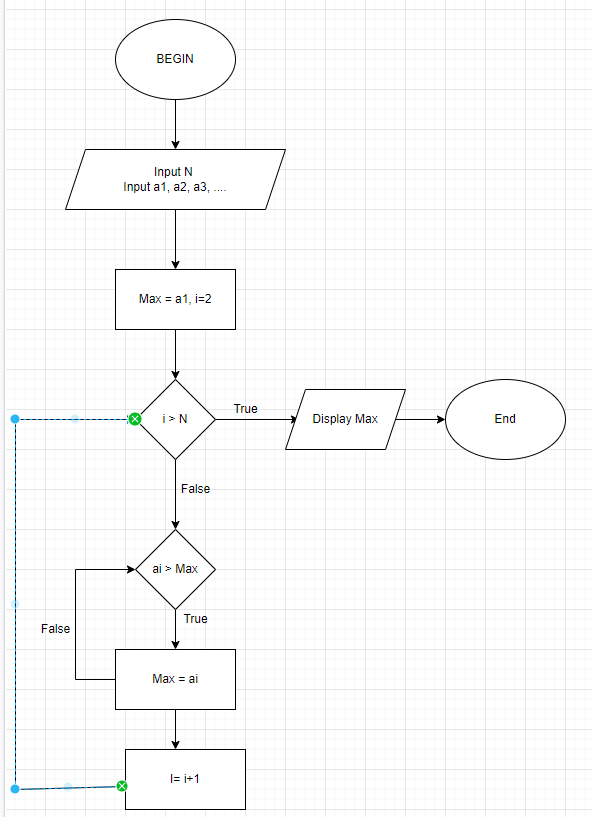 BEGIN
Input N
Input a1, a2, a3, ....
Max = a1, i=2
i > N
True
Display Max
End
False
ai > Max
True
False
Max = ai
I= i+1